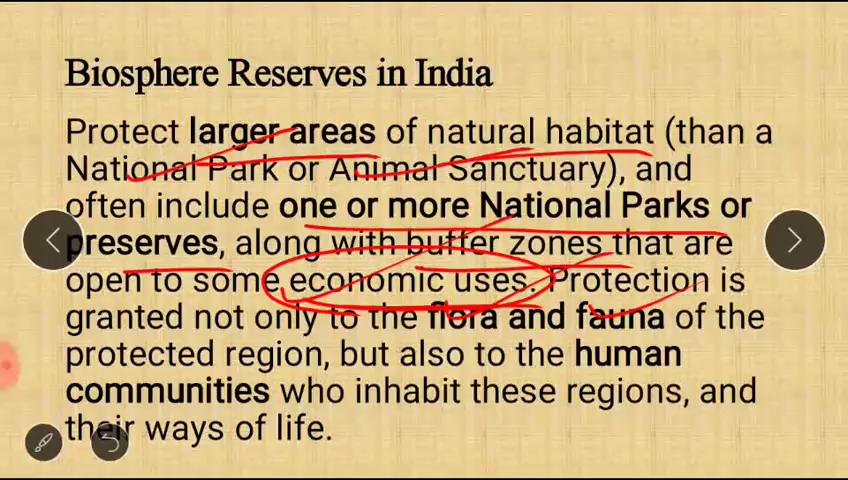 Biosphere Reserves in India
Protect larger areas of natural habitat (than a
National Park or Animal Sanctuary), and
often include one or more National Parks or
preserves, along with buffer zones that are
open to some economic uses. Protection is
granted not only to the flora and fauna of the
protected region, but also to the human
communities who inhabit these regions, and
their ways of life.